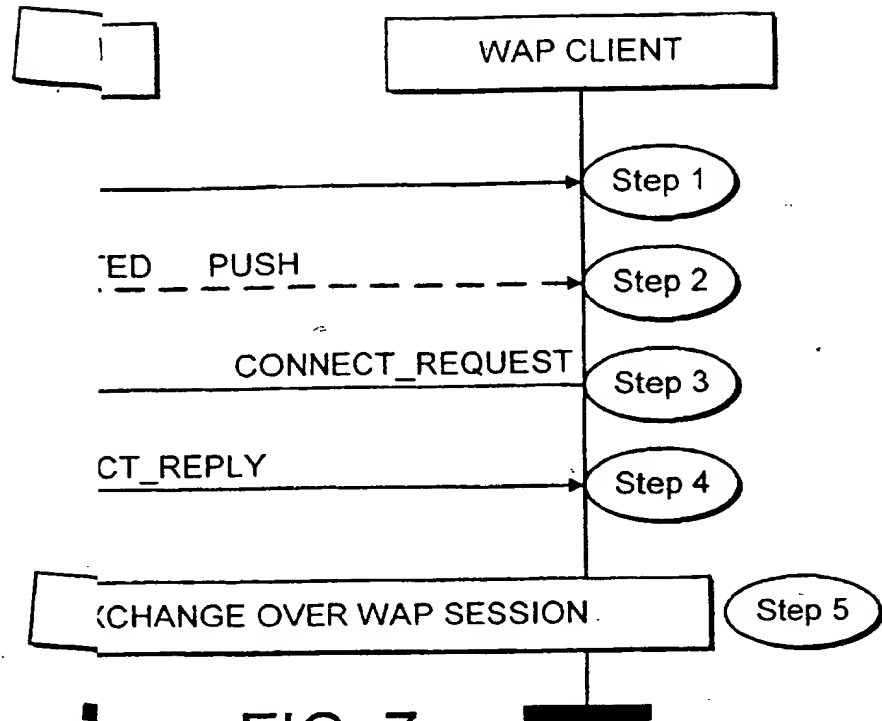 WAP CLIENT
Step 1
TED PUSH
Step 2
CONNECT_REQUEST
Step 3
CT_REPLY
Step 4
CHANGE OVER WAP SESSION
Step 5